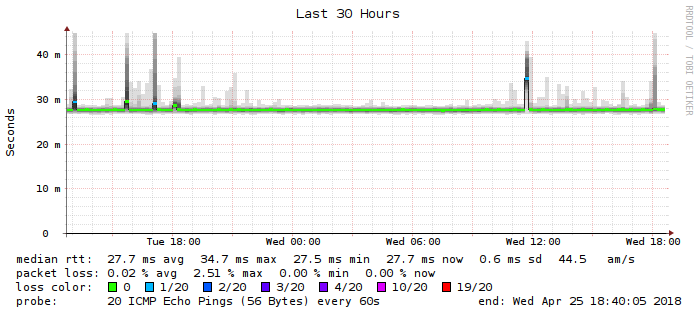 Last 30 Hours
RRDTOOL / TOBI OETIKER
Seconds
40 m
30 m
20 m
10 m
0
Tue 18:00 Wed 00:00 Wed 06:00 Wed 12:00 Wed 18:00
median rtt: 27.7 ms avg 34.7 ms max 27.5 ms min 27.7 ms now 0.6 ms sd 44.5 am/s
packet loss: 0.02 % avg 2.51 % max 0.00 % min 0.00 % now
loss color: 0 1/20 2/20 3/20 4/20 10/20 19/20
probe: 20 ICMP Echo Pings (56 Bytes) every 60s end: Wed Apr 25 18:40:05 2018